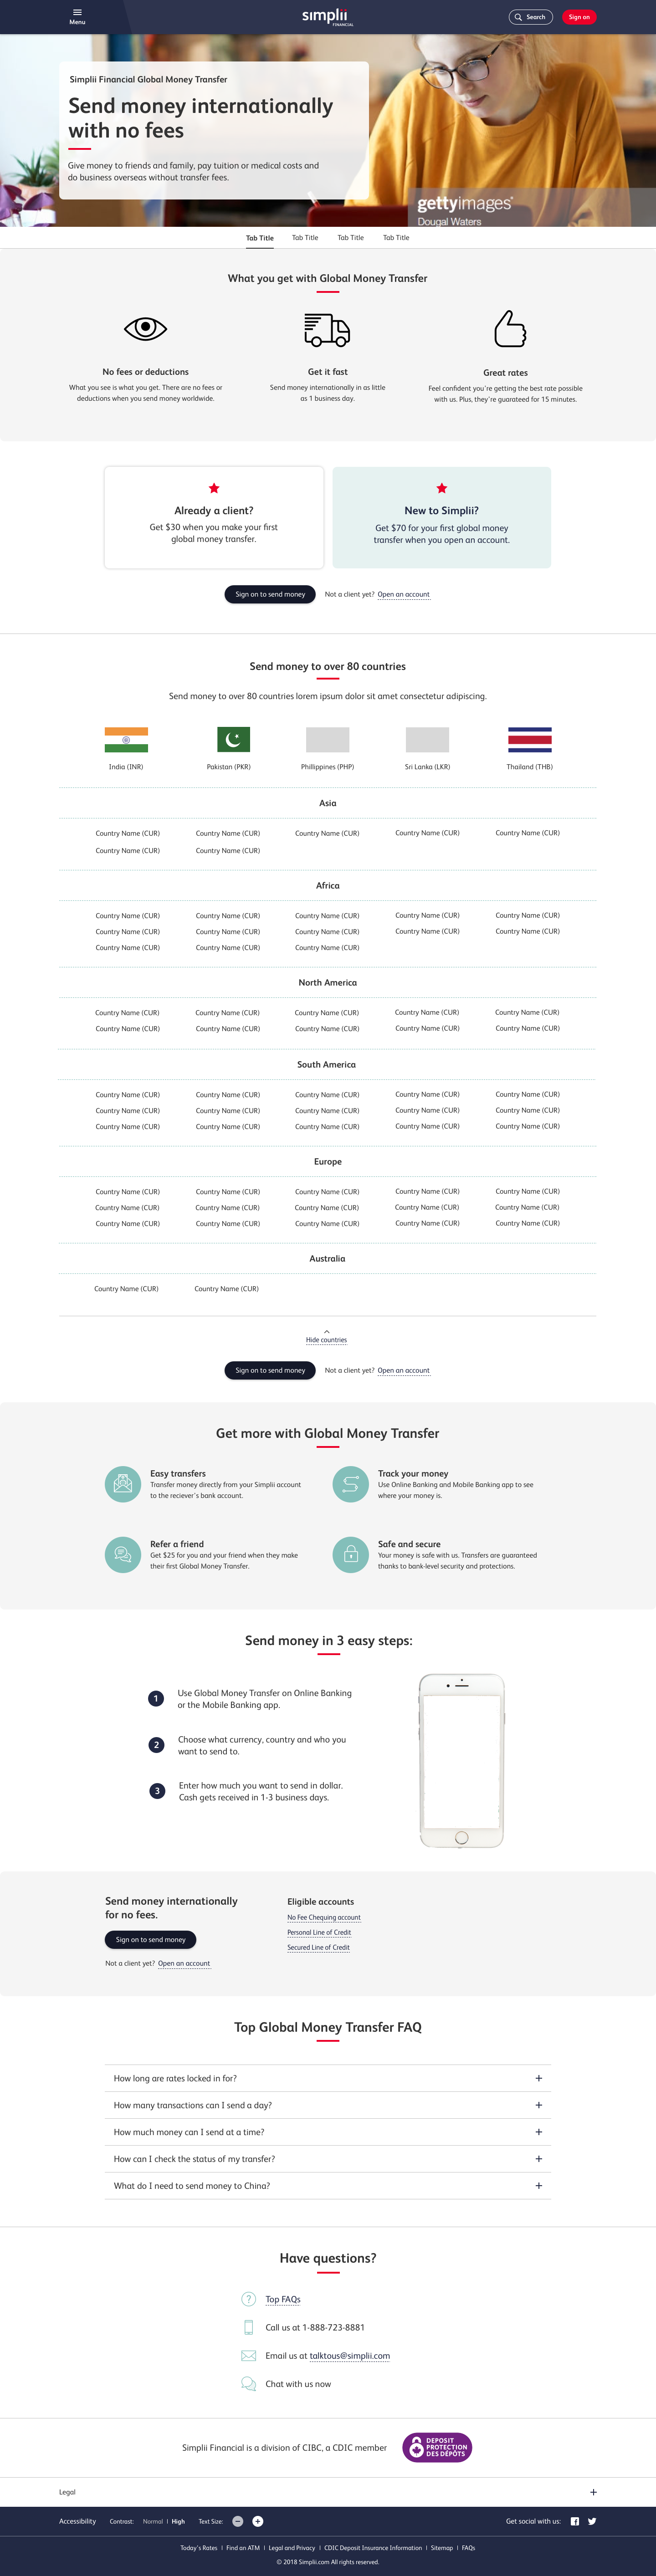 Menu
simplii
FINANCIAL
Search
Sign on
Simplii Financial Global Money Transfer
Send money internationally
with no fees
Give money to friends and family, pay tuition or medical costs and
do business overseas without transfer fees.
gettyimages
Dougal Waters
Tab Title Tab Title Tab Title Tab Title
What you get with Global Money Transfer
No fees or deductions
What you see is what you get. There are no fees or
deductions when you send money worldwide.
Get it fast
Send money internationally in as little
as 1 business day.
Great rates
Feel confident you're getting the best rate possible
with us. Plus, they're guarateed for 15 minutes.
Already a client?
Get $30 when you make your first
global money transfer.
New to Simplii?
Get $70 for your first global money
transfer when you open an account.
Sign on to send money
Not a client yet? Open an account
Send money to over 80 countries
Send money to over 80 countries lorem ipsum dolor sit amet consectetur adipiscing.
India (INR) Pakistan (PKR) Phillippines (PHP) Sri Lanka (LKR) Thailand (THB)
Asia
Country Name (CUR) Country Name (CUR) Country Name (CUR) Country Name (CUR) Country Name (CUR)
Country Name (CUR) Country Name (CUR)
Africa
Country Name (CUR) Country Name (CUR) Country Name (CUR) Country Name (CUR) Country Name (CUR)
Country Name (CUR) Country Name (CUR) Country Name (CUR) Country Name (CUR) Country Name (CUR)
Country Name (CUR) Country Name (CUR) Country Name (CUR)
North America
Country Name (CUR) Country Name (CUR) Country Name (CUR) Country Name (CUR) Country Name (CUR)
Country Name (CUR) Country Name (CUR) Country Name (CUR) Country Name (CUR) Country Name (CUR)
South America
Country Name (CUR) Country Name (CUR) Country Name (CUR) Country Name (CUR) Country Name (CUR)
Country Name (CUR) Country Name (CUR) Country Name (CUR) Country Name (CUR) Country Name (CUR)
Country Name (CUR) Country Name (CUR) Country Name (CUR) Country Name (CUR) Country Name (CUR)
Europe
Country Name (CUR) Country Name (CUR) Country Name (CUR) Country Name (CUR) Country Name (CUR)
Country Name (CUR) Country Name (CUR) Country Name (CUR) Country Name (CUR) Country Name (CUR)
Country Name (CUR) Country Name (CUR) Country Name (CUR) Country Name (CUR) Country Name (CUR)
Australia
Country Name (CUR) Country Name (CUR)
Hide countries
Sign on to send money
Not a client yet? Open an account
Get more with Global Money Transfer
Easy transfers
Transfer money directly from your Simplii account
to the reciever's bank account.
Track your money
Use Online Banking and Mobile Banking app to see
where your money is.
Refer a friend
Get $25 for you and your friend when they make
their first Global Money Transfer.
Safe and secure
Your money is safe with us. Transfers are guaranteed
thanks to bank-level security and protections.
Send money in 3 easy steps:
1 Use Global Money Transfer on Online Banking
or the Mobile Banking app.
2 Choose what currency, country and who you
want to send to.
3 Enter how much you want to send in dollar.
Cash gets received in 1-3 business days.
Send money internationally
for no fees.
Sign on to send money
Not a client yet? Open an account
Eligible accounts
No Fee Chequing account
Personal Line of Credit
Secured Line of Credit
Top Global Money Transfer FAQ
How long are rates locked in for?
How many transactions can I send a day?
How much money can I send at a time?
How can I check the status of my transfer?
What do I need to send money to China?
Have questions?
Top FAQs
Call us at 1-888-723-8881
Email us at talktous@simplii.com
Chat with us now
Simplii Financial is a division of CIBC, a CDIC member
DEPOSIT
PROTECTION
DES DÉPÔTS
Legal
Accessibility Contrast: Normal | High Text Size: Get social with us:
Today's Rates | Find an ATM | Legal and Privacy | CDIC Deposit Insurance Information | Sitemap | FAQs
© 2018 Simplii.com All rights reserved.